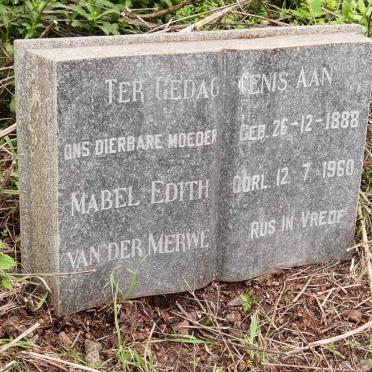 TER GEDAGTENIS AAN
ONS DIERBARE MOEDER
MABEL EDITH
VAN DER MERWE
GEB. 26-12-1888
OORL. 12 7-1960
RUS IN VREDE